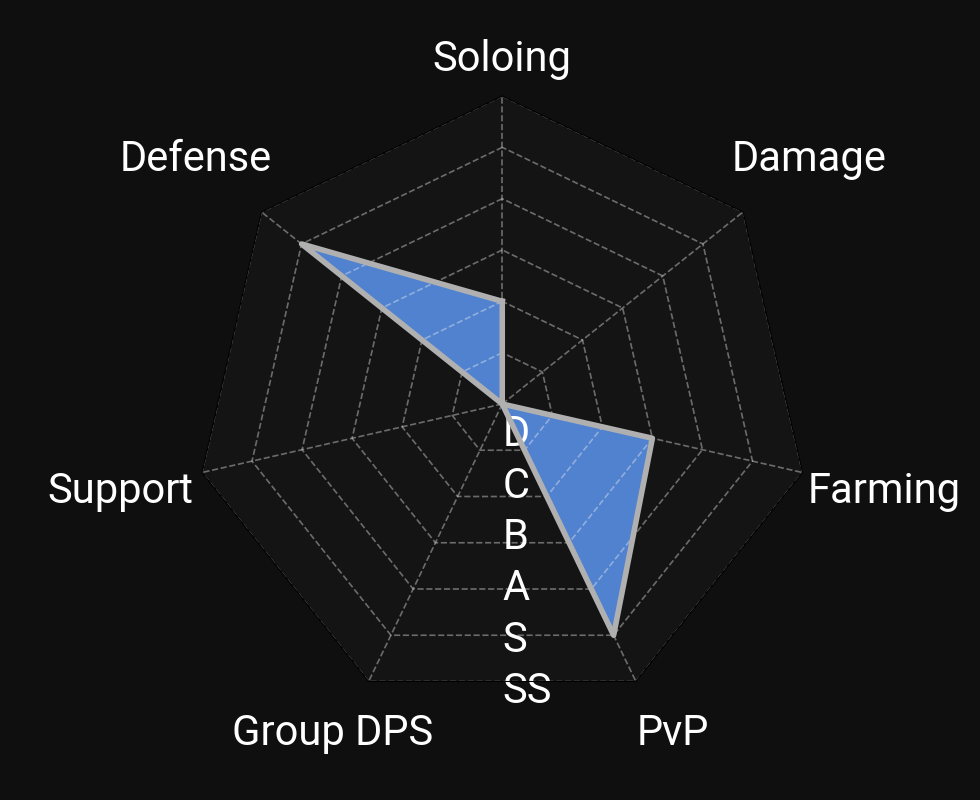 Soloing
Defense
Damage
D
C
Support
Farming
B
A
S
SS
Group DPS
PvP